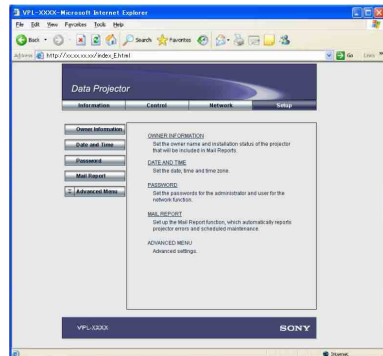 VPL-XXXX-Microsoft Internet Explorer
File Edit View Favorites Tools Help
Back Search Favorites
Address http://xx.xx.xx.xx/index_E.html Go Links
Data Projector
Information Control Network Setup
Owner Information
Date and Time
Password
Mail Report
Advanced Menu
OWNER INFORMATION
Set the owner name and installation status of the projector
that will be included in Mail Reports.
DATE AND TIME
Set the date, time and time zone.
PASSWORD
Set the passwords for the administrator and user for the
network function.
MAIL REPORT
Set up the Mail Report function, which automatically reports
projector errors and scheduled maintenance.
ADVANCED MENU
Advanced settings.
VPL-XXXX SONY
Internet